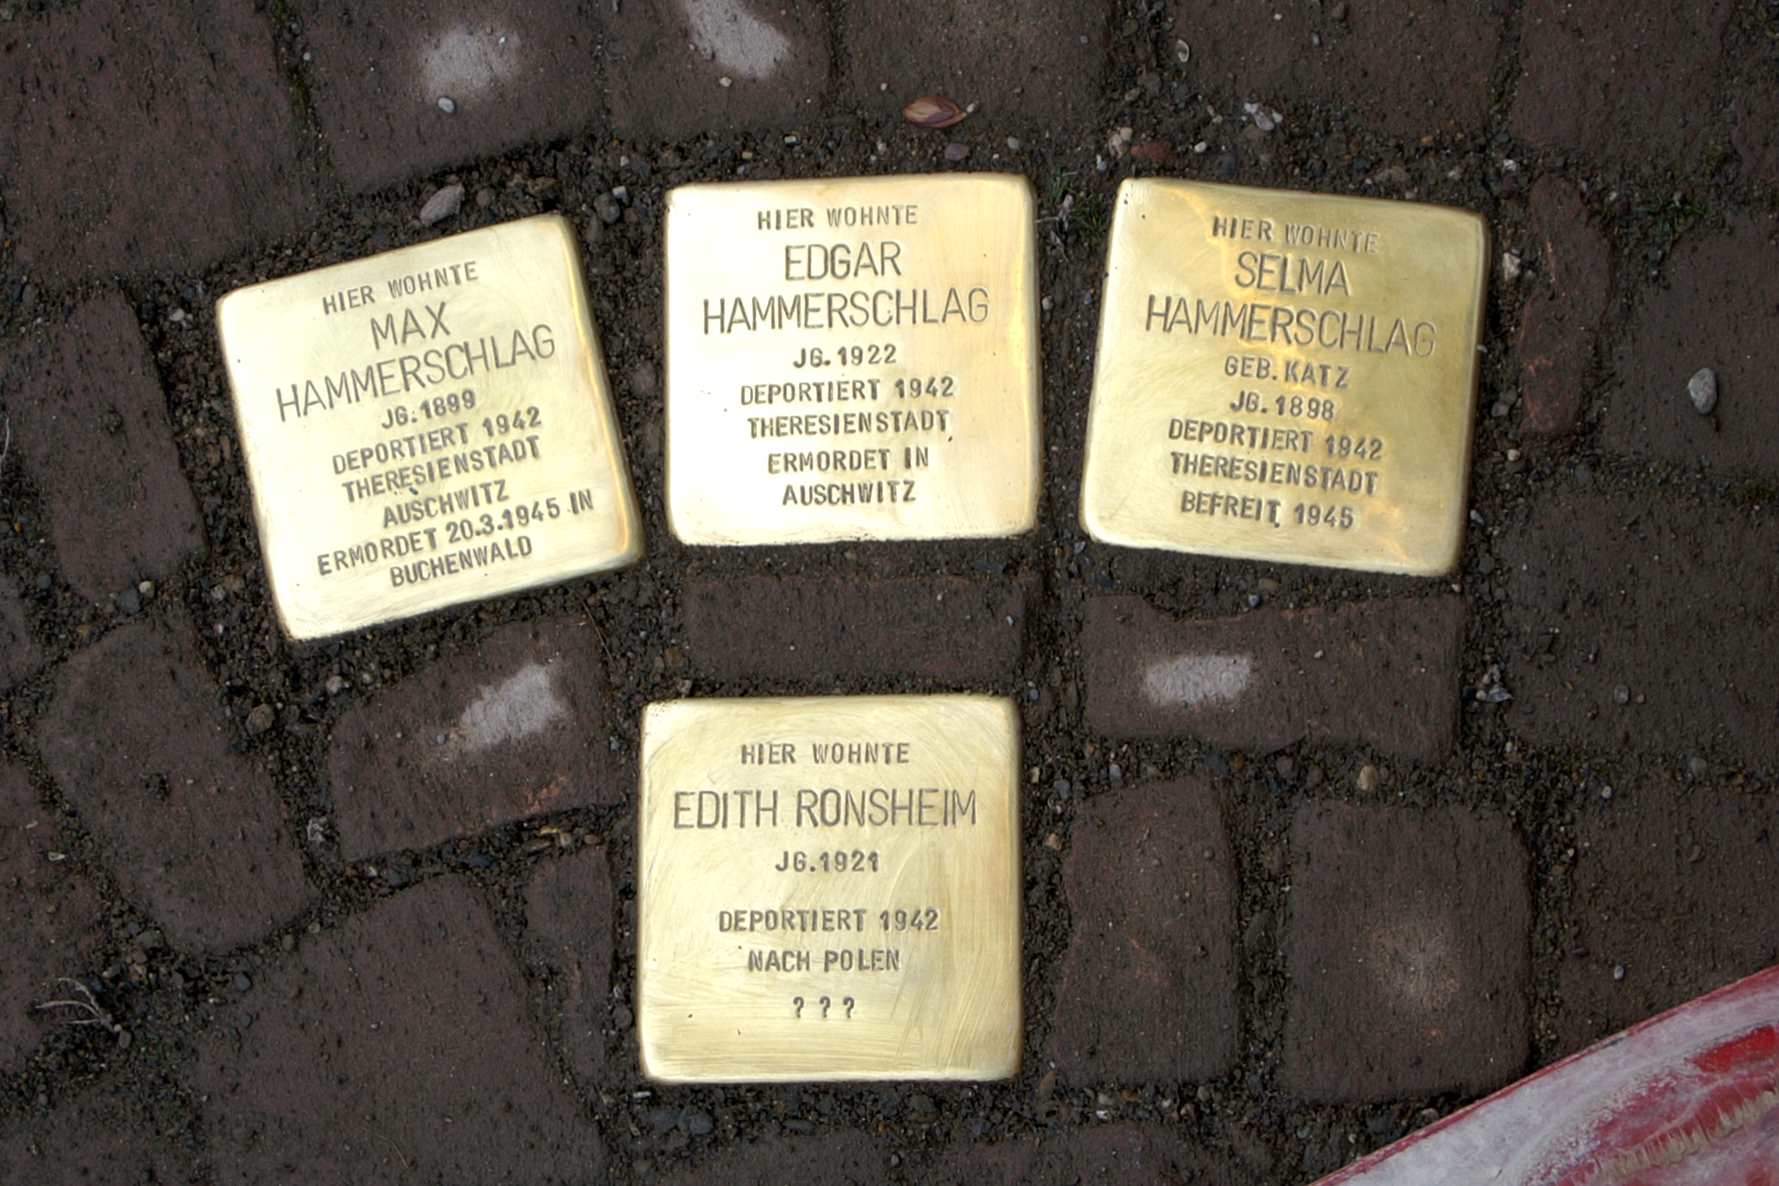 HIER WOHNTE
MAX
HAMMERSCHLAG
JG. 1899
DEPORTIERT 1942
THERESIENSTADT
AUSCHWITZ
ERMORDET 20.3.1945 IN
BUCHENWALD
HIER WOHNTE
EDGAR
HAMMERSCHLAG
JG. 1922
DEPORTIERT 1942
THERESIENSTADT
ERMORDET IN
AUSCHWITZ
HIER WOHNTE
SELMA
HAMMERSCHLAG
GEB. KATZ
JG. 1898
DEPORTIERT 1942
THERESIENSTADT
BEFREIT 1945
HIER WOHNTE
EDITH RONSHEIM
JG. 1921
DEPORTIERT 1942
NACH POLEN
? ? ?